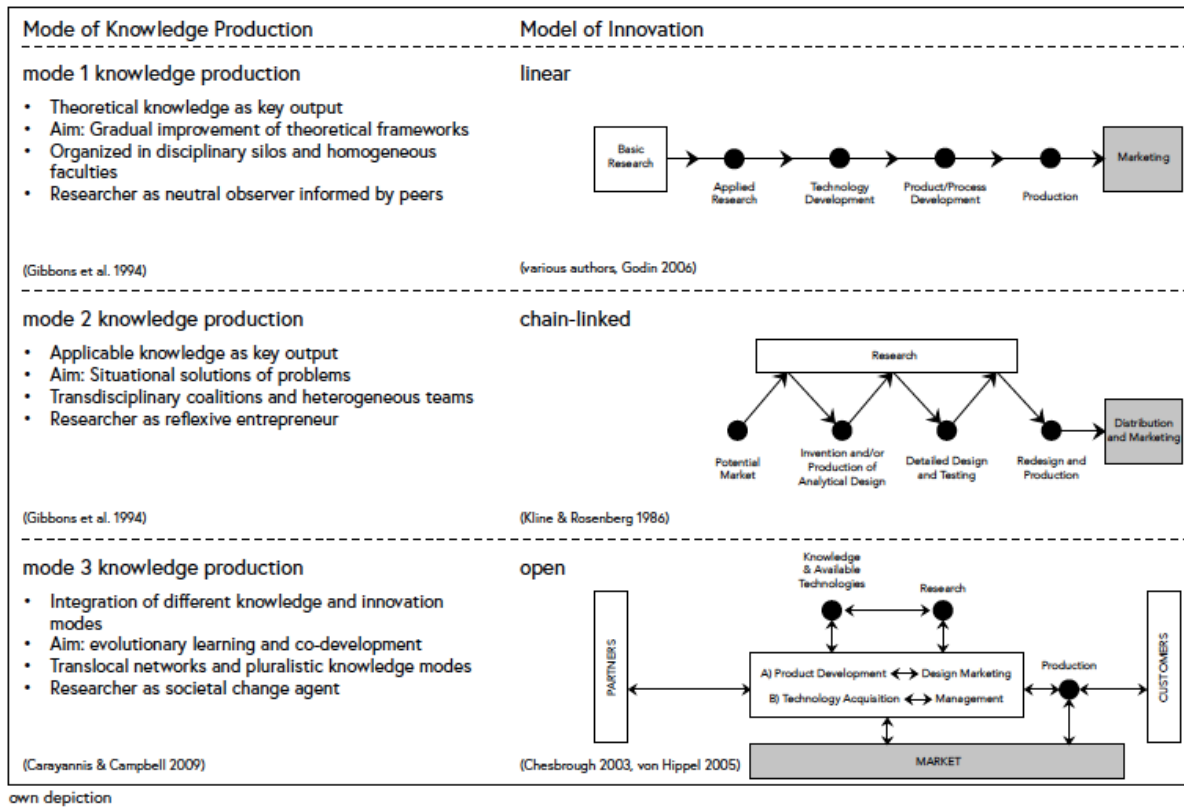 Mode of Knowledge Production
Model of Innovation
mode 1 knowledge production
• Theoretical knowledge as key output
• Aim: Gradual improvement of theoretical frameworks
• Organized in disciplinary silos and homogeneous
faculties
• Researcher as neutral observer informed by peers
(Gibbons et al. 1994)
linear
Basic
Research
Applied
Research
Technology
Development
Product/Process
Development
Production
Marketing
(various authors, Godin 2006)
mode 2 knowledge production
• Applicable knowledge as key output
• Aim: Situational solutions of problems
• Transdisciplinary coalitions and heterogeneous teams
• Researcher as reflexive entrepreneur
(Gibbons et al. 1994)
chain-linked
Research
Potential
Market
Invention and/or
Production of
Analytical Design
Detailed Design
and Testing
Redesign and
Production
Distribution
and Marketing
(Kline & Rosenberg 1986)
mode 3 knowledge production
• Integration of different knowledge and innovation
modes
• Aim: evolutionary learning and co-development
• Translocal networks and pluralistic knowledge modes
• Researcher as societal change agent
(Carayannis & Campbell 2009)
open
Knowledge
& Available
Technologies
Research
PARTNERS
A) Product Development Design Marketing
B) Technology Acquisition Management
Production
CUSTOMERS
MARKET
(Chesbrough 2003, von Hippel 2005)
own depiction